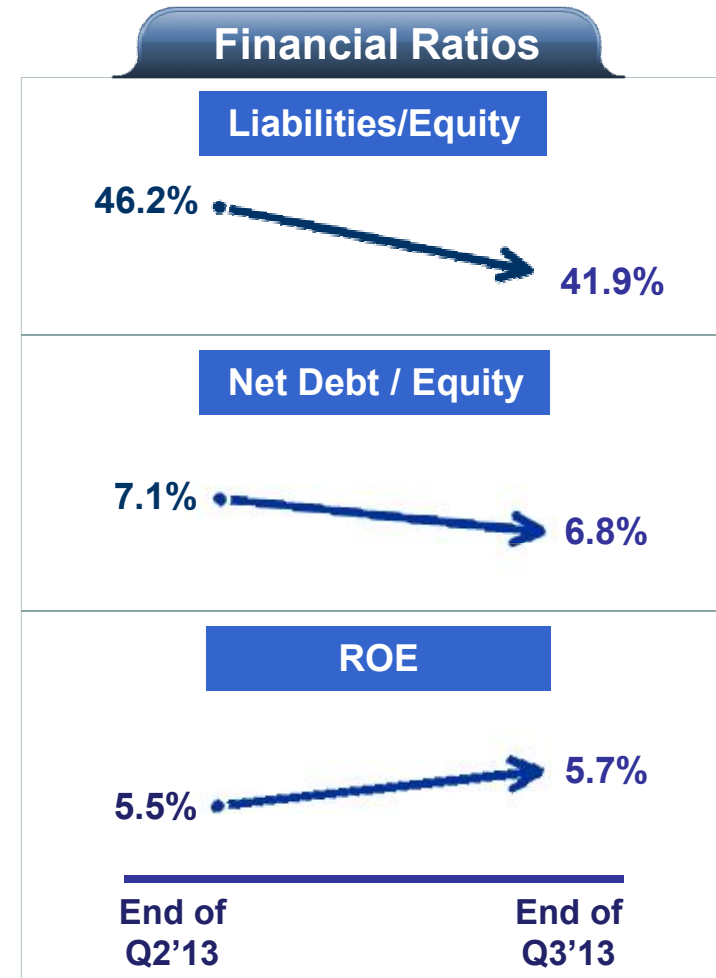 Financial Ratios
Liabilities/Equity
46.2%
41.9%
Net Debt / Equity
7.1%
6.8%
ROE
5.7%
5.5%
End of
Q2’13
End of
Q3’13